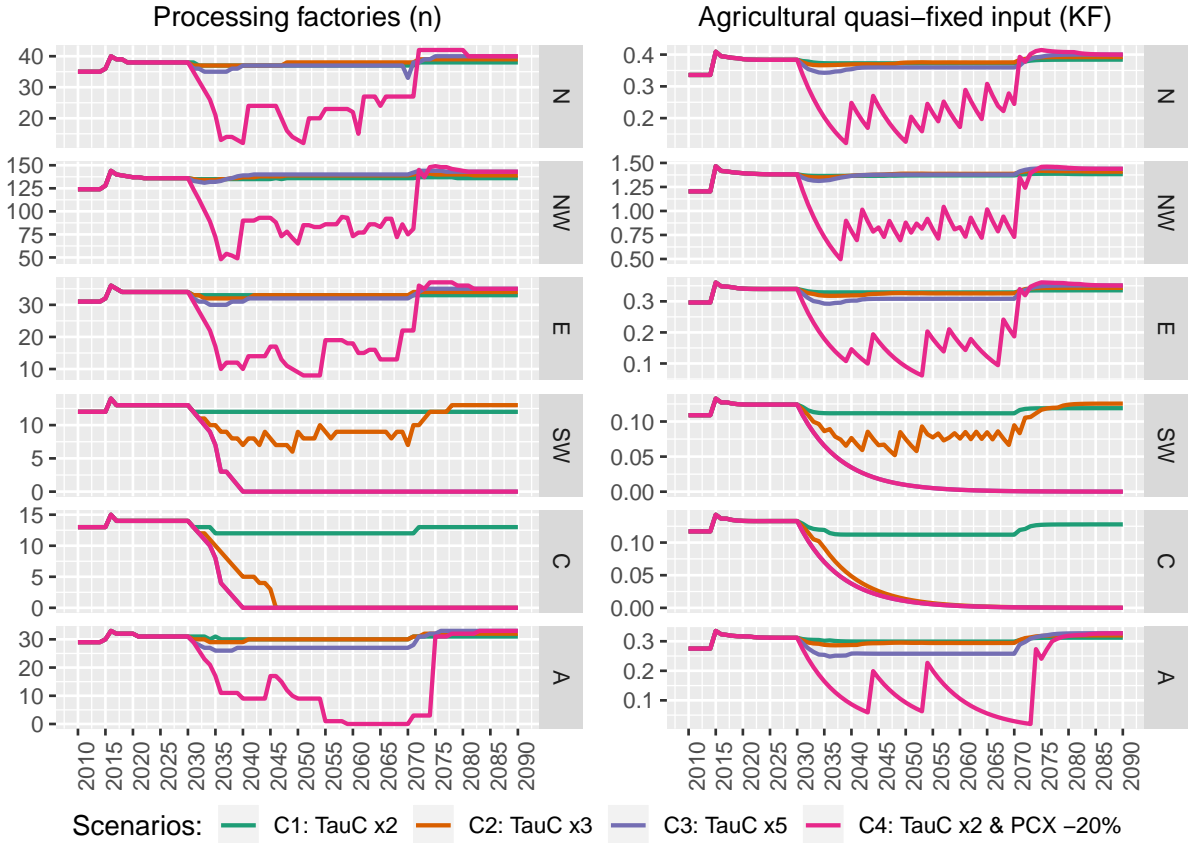 Processing factories (n)
Agricultural quasi−fixed input (KF)
40
30
20
N
0.4
0.3
0.2
N
150
125
100
75
50
NW
1.50
1.25
1.00
0.75
0.50
NW
30
20
10
E
0.3
0.2
0.1
E
10
5
0
SW
0.10
0.05
0.00
SW
15
10
5
0
C
0.10
0.05
0.00
C
30
20
10
0
A
0.3
0.2
0.1
A
2010 2015 2020 2025 2030 2035 2040 2045 2050 2055 2060 2065 2070 2075 2080 2085 2090
2010 2015 2020 2025 2030 2035 2040 2045 2050 2055 2060 2065 2070 2075 2080 2085 2090
Scenarios: C1: TauC x2 C2: TauC x3 C3: TauC x5 C4: TauC x2 & PCX −20%